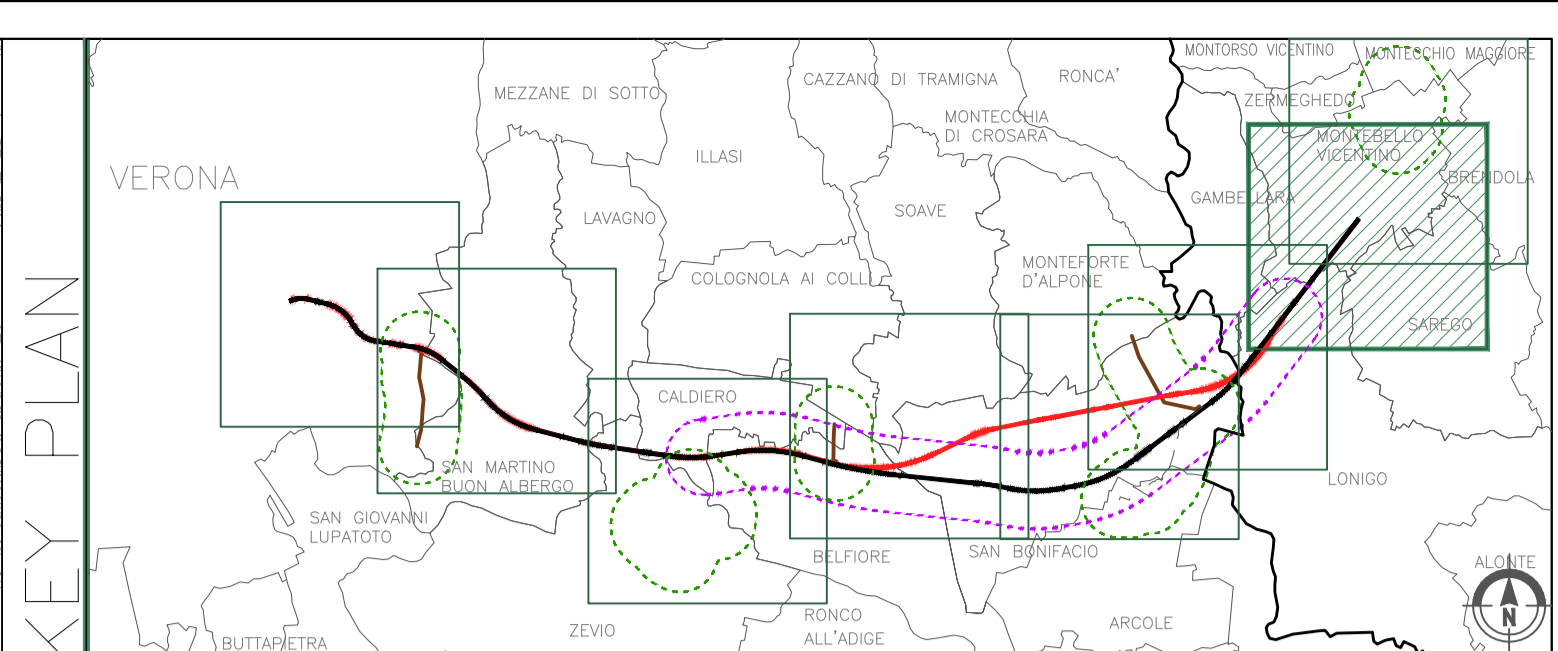 KEY PLAN
MONTORSO VICENTINO
MONTECCHIO MAGGIORE
CAZZANO DI TRAMIGNA
RONCA'
MEZZANE DI SOTTO
ZERMEGHEDO
MONTECCHIA
DI CROSARA
MONTEBELLO
VICENTINO
ILLASI
VERONA
BRENDOLA
GAMBELLARA
SOAVE
LAVAGNO
MONTEFORTE
D'ALPONE
COLOGNOLA AI COLL
SAREGO
CALDIERO
SAN MARTINO
BUON ALBERGO
LONIGO
SAN GIOVANNI
LUPATOTO
SAN BONIFACIO
BELFIORE
ALONTE
N
RONCO
ALL'ADIGE
ARCOLE
ZEVIO
BUTTAPIETRA